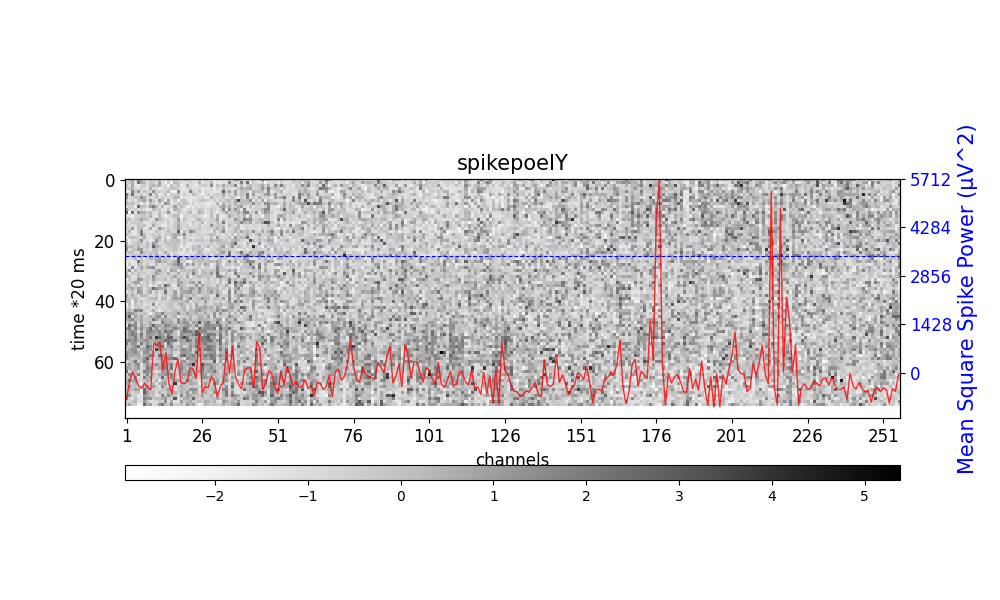 spikepoelY
0
20
40
60
time *20 ms
5712
4284
2856
1428
0
Mean Square Spike Power (μV^2)
1 26 51 76 101 126 151 176 201 226 251
channels
−2 −1 0 1 2 3 4 5